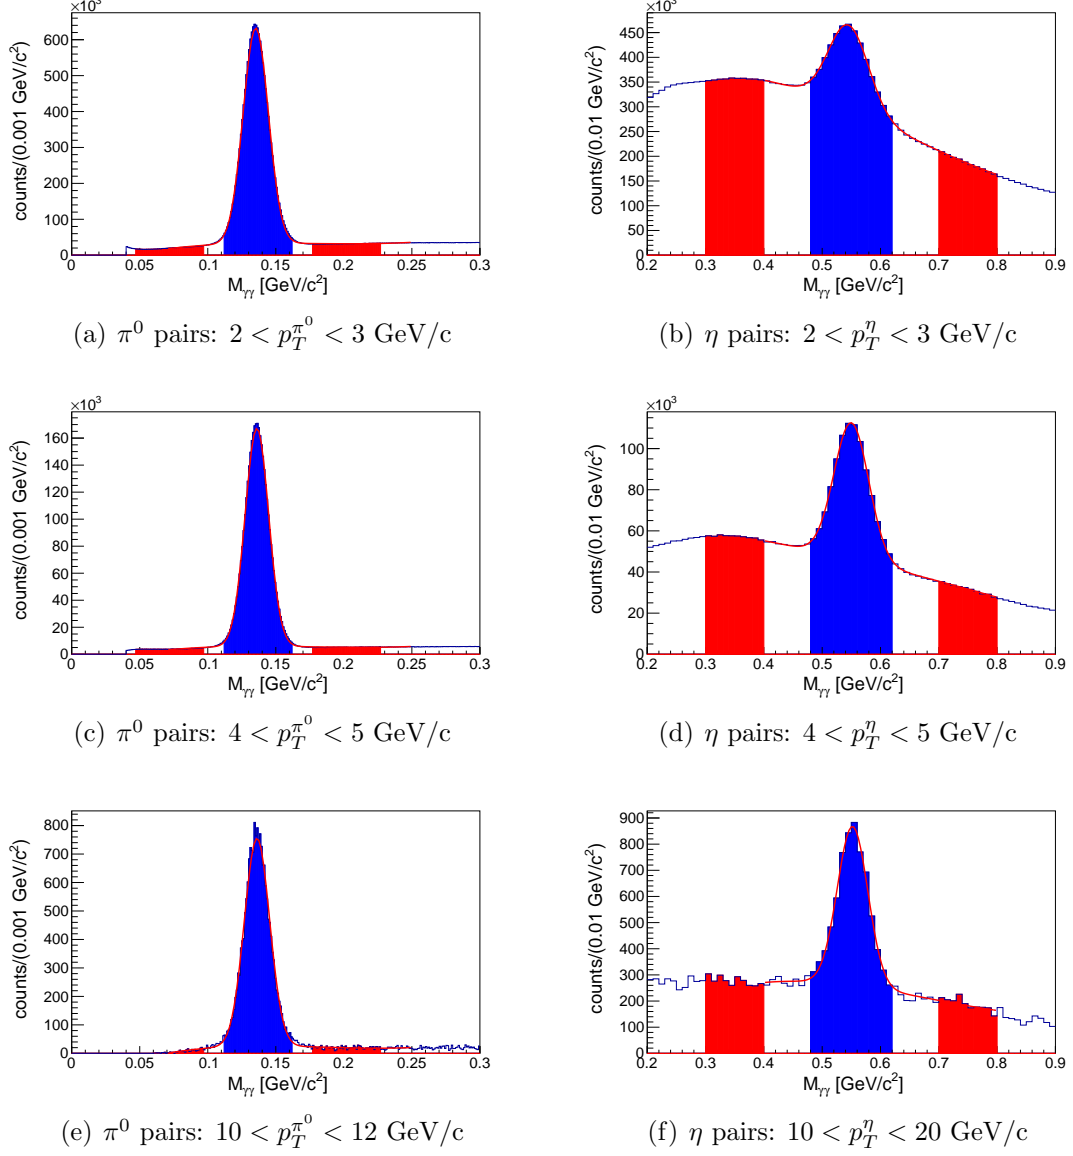 ×10³
counts/(0.001 GeV/c²)
600
500
400
300
200
100
0
0 0.05 0.1 0.15 0.2 0.25 0.3
M_γγ [GeV/c²]
(a) π⁰ pairs: 2 < p_T^{π⁰} < 3 GeV/c
×10³
counts/(0.01 GeV/c²)
450
400
350
300
250
200
150
100
50
0
0.2 0.3 0.4 0.5 0.6 0.7 0.8 0.9
M_γγ [GeV/c²]
(b) η pairs: 2 < p_T^η < 3 GeV/c
×10³
counts/(0.001 GeV/c²)
160
140
120
100
80
60
40
20
0
0 0.05 0.1 0.15 0.2 0.25 0.3
M_γγ [GeV/c²]
(c) π⁰ pairs: 4 < p_T^{π⁰} < 5 GeV/c
×10³
counts/(0.01 GeV/c²)
100
80
60
40
20
0
0.2 0.3 0.4 0.5 0.6 0.7 0.8 0.9
M_γγ [GeV/c²]
(d) η pairs: 4 < p_T^η < 5 GeV/c
counts/(0.001 GeV/c²)
800
700
600
500
400
300
200
100
0
0 0.05 0.1 0.15 0.2 0.25 0.3
M_γγ [GeV/c²]
(e) π⁰ pairs: 10 < p_T^{π⁰} < 12 GeV/c
counts/(0.01 GeV/c²)
900
800
700
600
500
400
300
200
100
0
0.2 0.3 0.4 0.5 0.6 0.7 0.8 0.9
M_γγ [GeV/c²]
(f) η pairs: 10 < p_T^η < 20 GeV/c